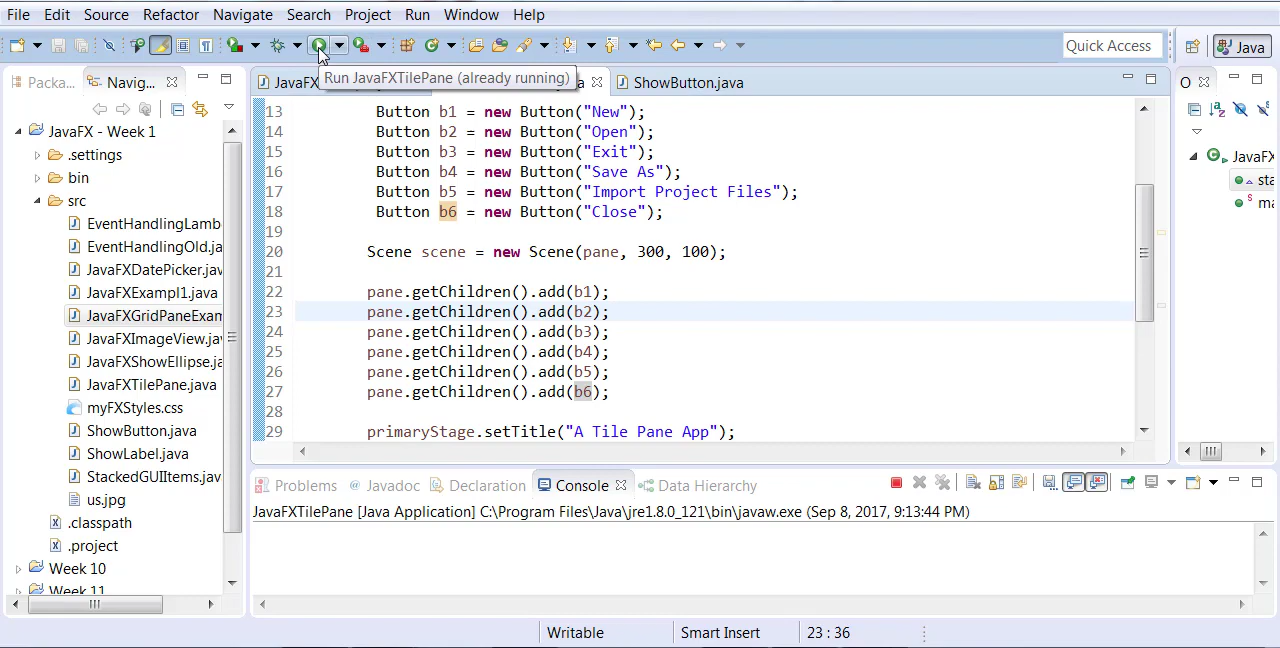 File Edit Source Refactor Navigate Search Project Run Window Help
Quick Access Java
Packa... Navig... JavaFX a ShowButton.java O
Run JavaFXTilePane (already running)
JavaFX - Week 1
.settings
bin
src
EventHandlingLamb
EventHandlingOld.ja
JavaFXDatePicker.jav
JavaFXExampl1.java
JavaFXGridPaneExam
JavaFXImageView.jav
JavaFXShowEllipse.ja
JavaFXTilePane.java
myFXStyles.css
ShowButton.java
ShowLabel.java
StackedGUIItems.jav
us.jpg
.classpath
.project
Week 10
Week 11
13 Button b1 = new Button("New");
14 Button b2 = new Button("Open");
15 Button b3 = new Button("Exit");
16 Button b4 = new Button("Save As");
17 Button b5 = new Button("Import Project Files");
18 Button b6 = new Button("Close");
19
20 Scene scene = new Scene(pane, 300, 100);
21
22 pane.getChildren().add(b1);
23 pane.getChildren().add(b2);
24 pane.getChildren().add(b3);
25 pane.getChildren().add(b4);
26 pane.getChildren().add(b5);
27 pane.getChildren().add(b6);
28
29 primaryStage.setTitle("A Tile Pane App");
JavaFX
sta
ma
Problems @ Javadoc Declaration Console Data Hierarchy
JavaFXTilePane [Java Application] C:\Program Files\Java\jre1.8.0_121\bin\javaw.exe (Sep 8, 2017, 9:13:44 PM)
Writable Smart Insert 23 : 36